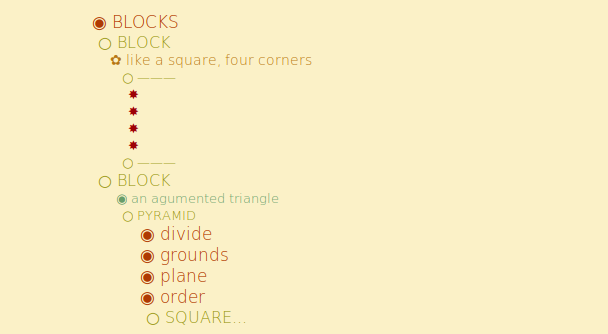 BLOCKS
BLOCK
like a square, four corners
———
———
BLOCK
an agumented triangle
PYRAMID
divide
grounds
plane
order
SQUARE...